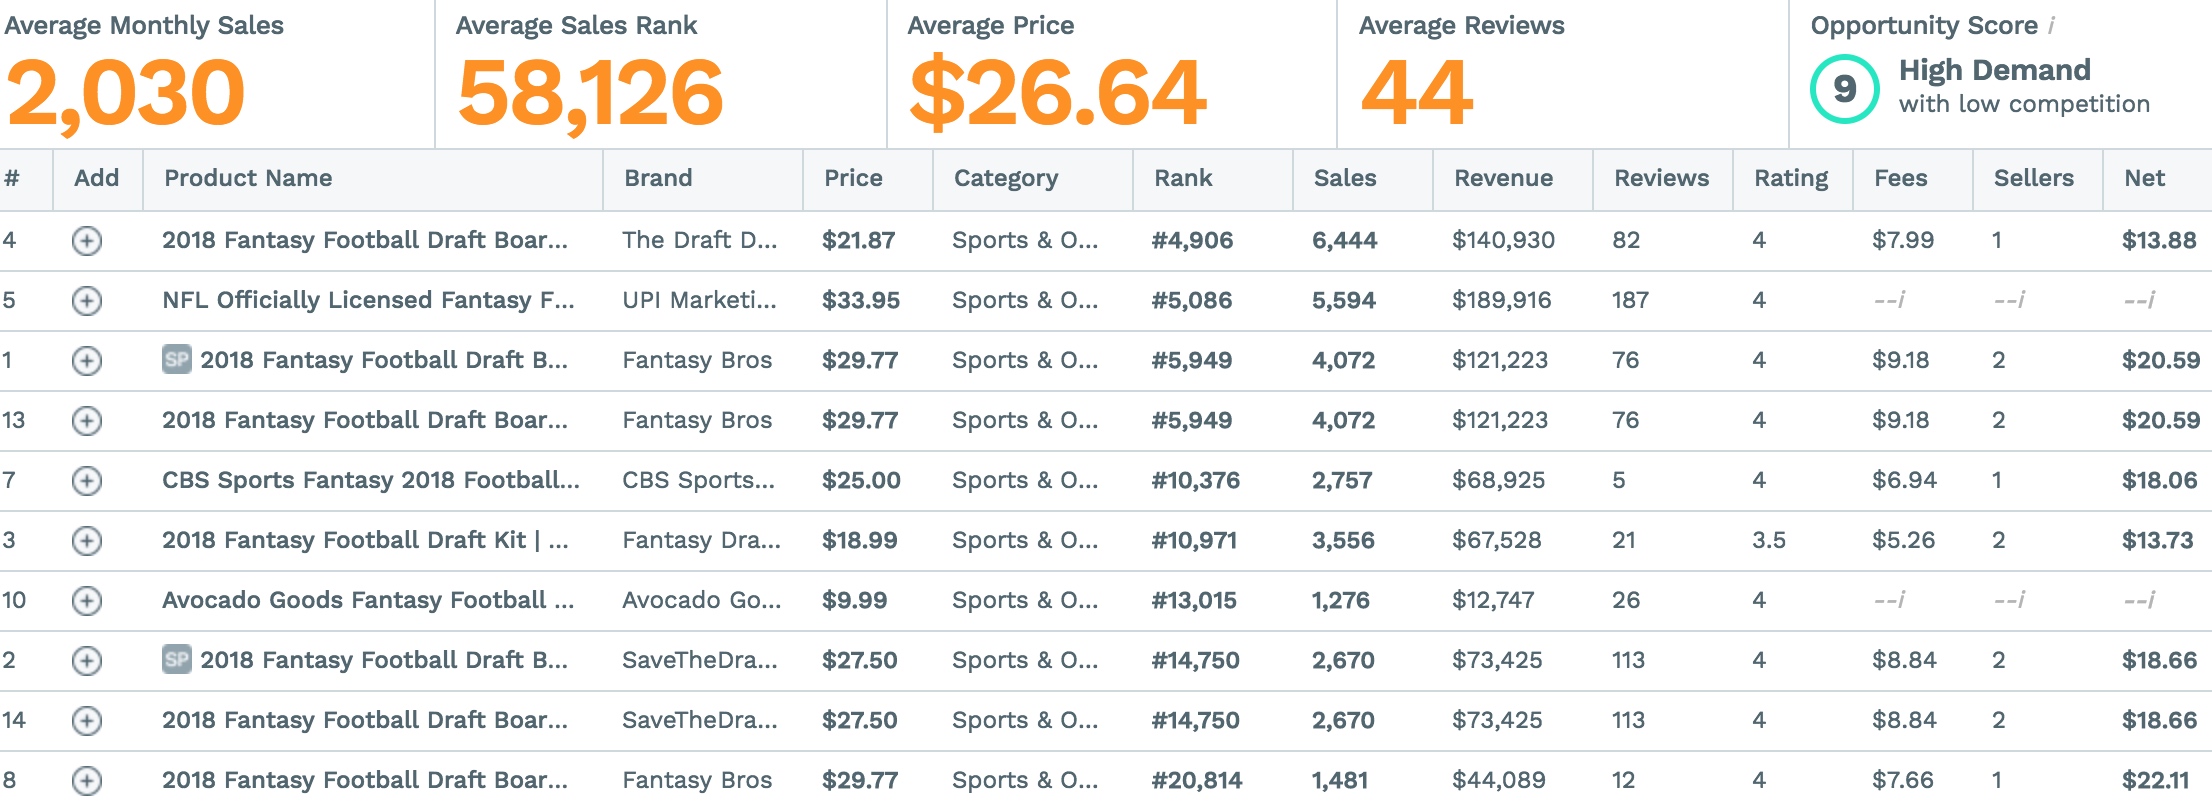 Average Monthly Sales Average Sales Rank Average Price Average Reviews Opportunity Score i
2,030 58,126 $26.64 44 9 High Demand
with low competition
# Add Product Name Brand Price Category Rank Sales Revenue Reviews Rating Fees Sellers Net
4 2018 Fantasy Football Draft Boar... The Draft D... $21.87 Sports & O... #4,906 6,444 $140,930 82 4 $7.99 1 $13.88
5 NFL Officially Licensed Fantasy F... UPI Marketi... $33.95 Sports & O... #5,086 5,594 $189,916 187 4 --i --i --i
1 SP 2018 Fantasy Football Draft B... Fantasy Bros $29.77 Sports & O... #5,949 4,072 $121,223 76 4 $9.18 2 $20.59
13 2018 Fantasy Football Draft Boar... Fantasy Bros $29.77 Sports & O... #5,949 4,072 $121,223 76 4 $9.18 2 $20.59
7 CBS Sports Fantasy 2018 Football... CBS Sports... $25.00 Sports & O... #10,376 2,757 $68,925 5 4 $6.94 1 $18.06
3 2018 Fantasy Football Draft Kit | ... Fantasy Dra... $18.99 Sports & O... #10,971 3,556 $67,528 21 3.5 $5.26 2 $13.73
10 Avocado Goods Fantasy Football ... Avocado Go... $9.99 Sports & O... #13,015 1,276 $12,747 26 4 --i --i --i
2 SP 2018 Fantasy Football Draft B... SaveTheDra... $27.50 Sports & O... #14,750 2,670 $73,425 113 4 $8.84 2 $18.66
14 2018 Fantasy Football Draft Boar... SaveTheDra... $27.50 Sports & O... #14,750 2,670 $73,425 113 4 $8.84 2 $18.66
8 2018 Fantasy Football Draft Boar... Fantasy Bros $29.77 Sports & O... #20,814 1,481 $44,089 12 4 $7.66 1 $22.11